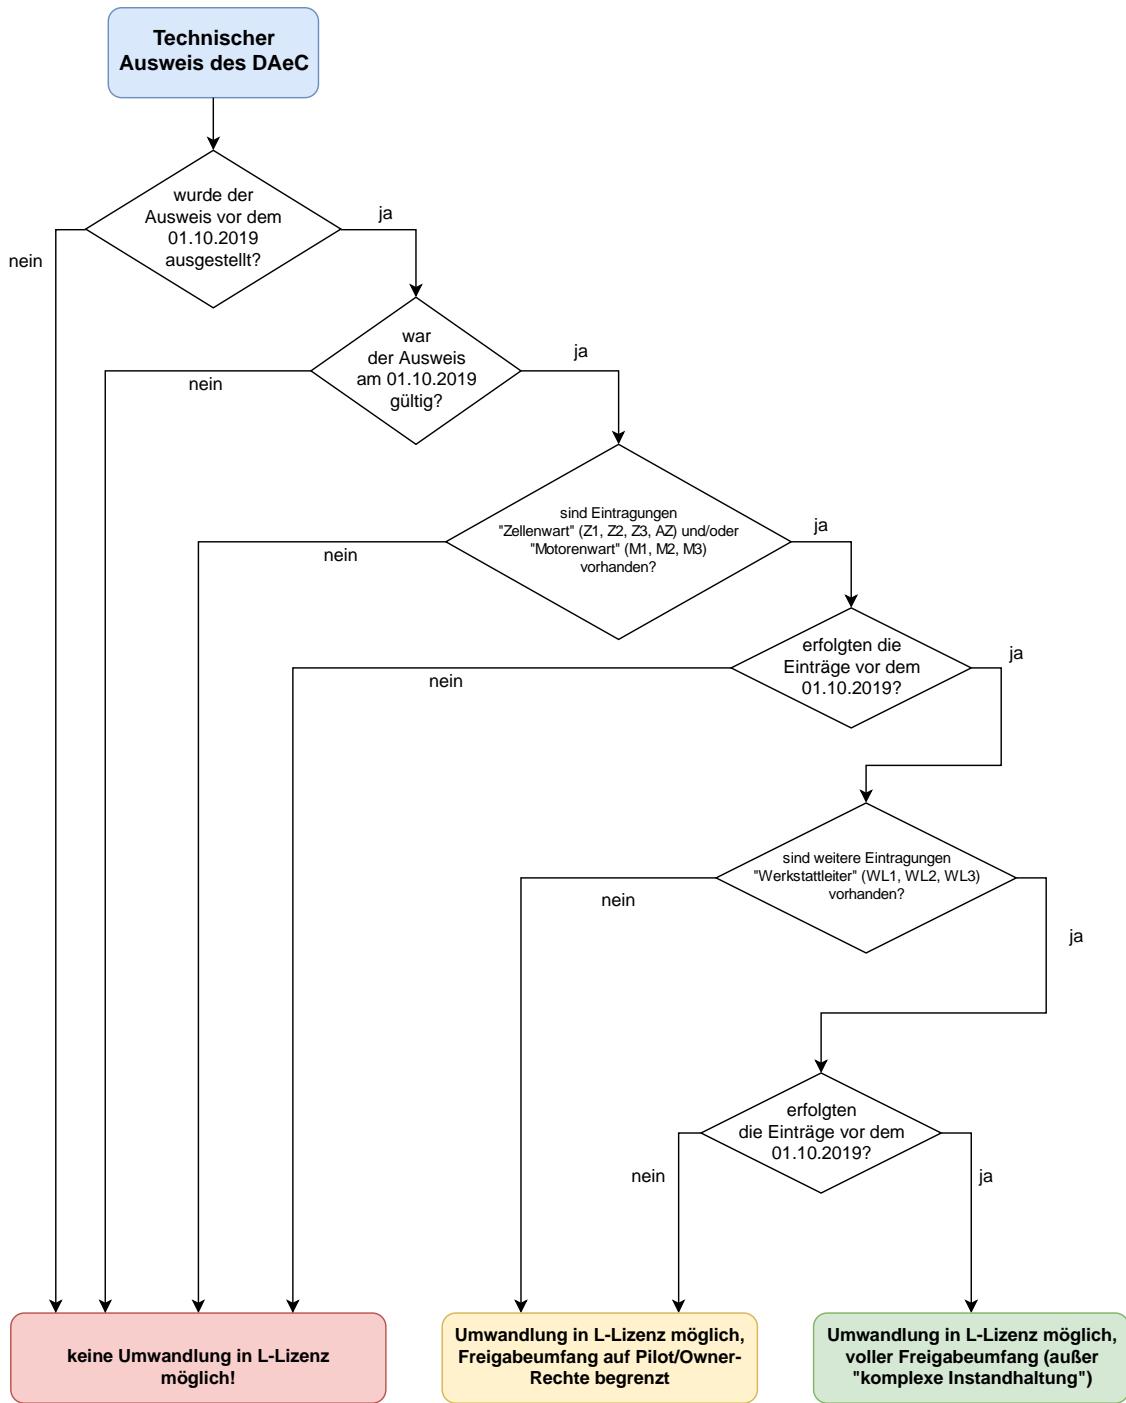 Technischer
Ausweis des DAeC
wurde der
Ausweis vor dem
01.10.2019
ausgestellt?
ja
nein
war
der Ausweis
am 01.10.2019
gültig?
ja
nein
sind Eintragungen
"Zellenwart" (Z1, Z2, Z3, AZ) und/oder
"Motorenwart" (M1, M2, M3)
vorhanden?
ja
nein
erfolgten die
Einträge vor dem
01.10.2019?
ja
nein
sind weitere Eintragungen
"Werkstattleiter" (WL1, WL2, WL3)
vorhanden?
nein
ja
erfolgten
die Einträge vor dem
01.10.2019?
nein
ja
keine Umwandlung in L-Lizenz
möglich!
Umwandlung in L-Lizenz möglich,
Freigabeumfang auf Pilot/Owner-
Rechte begrenzt
Umwandlung in L-Lizenz möglich,
voller Freigabeumfang (außer
"komplexe Instandhaltung")